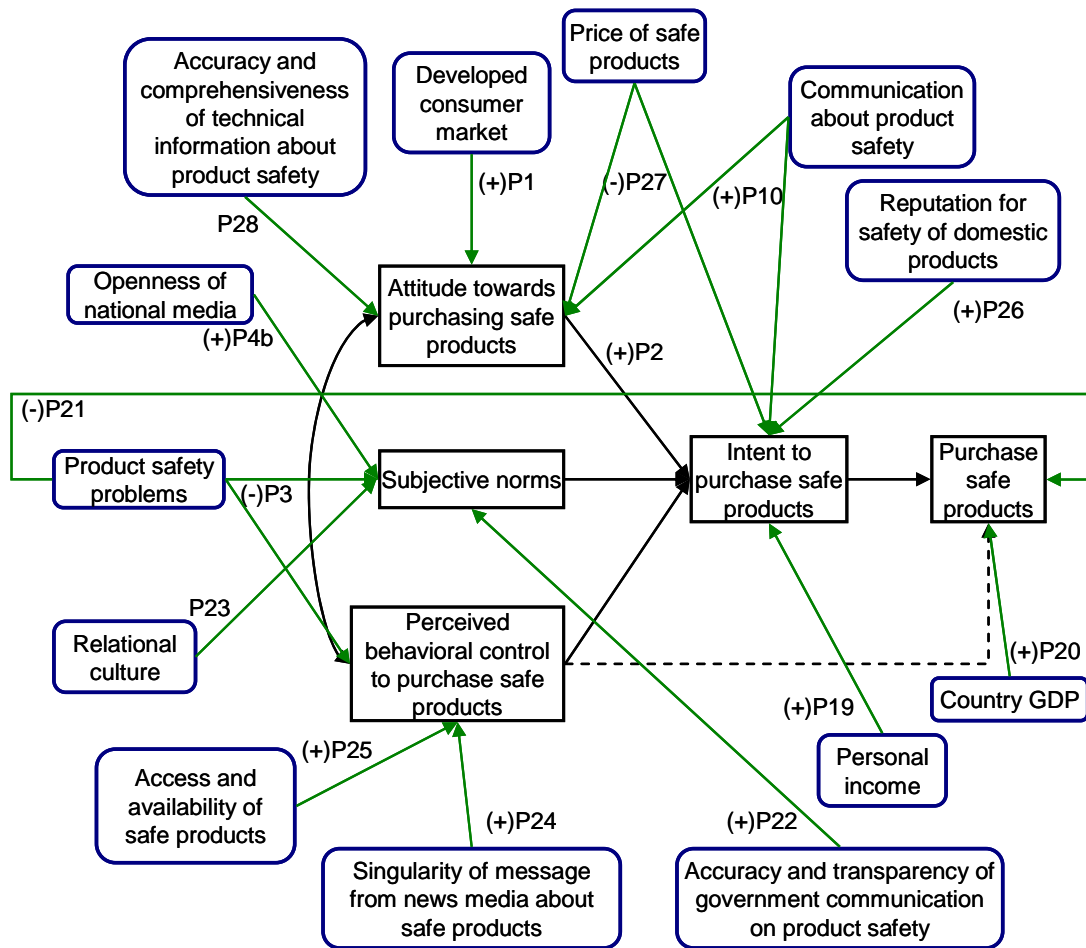 Accuracy and
comprehensiveness
of technical
information about
product safety
Developed
consumer
market
Price of safe
products
Communication
about product
safety
(+)P1
(-)P27
(+)P10
P28
Reputation for
safety of domestic
products
Openness of
national media
(+)P4b
Attitude towards
purchasing safe
products
(+)P26
(+)P2
(-)P21
Product safety
problems
(-)P3
Subjective norms
Intent to
purchase safe
products
Purchase
safe
products
P23
Relational
culture
Perceived
behavioral control
to purchase safe
products
(+)P20
Country GDP
(+)P19
Personal
income
(+)P25
Access and
availability of
safe products
(+)P24
(+)P22
Singularity of message
from news media about
safe products
Accuracy and transparency of
government communication
on product safety